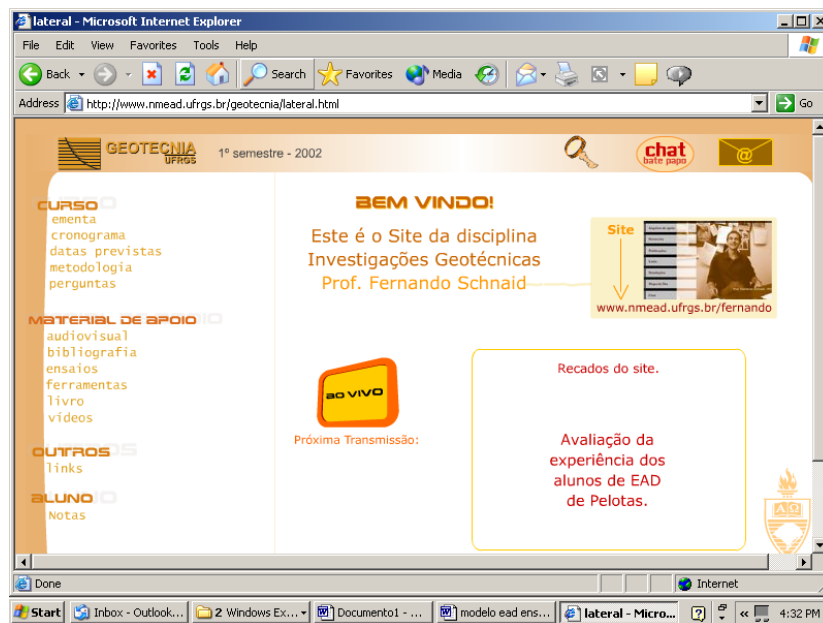 lateral - Microsoft Internet Explorer
File Edit View Favorites Tools Help
Back Search Favorites Media
Address http://www.nmead.ufrgs.br/geotecnia/lateral.html Go
GEOTECNIA
UFRGS
1º semestre - 2002
chat
bate papo
@
CURSO
ementa
cronograma
datas previstas
metodologia
perguntas
MATERIAL DE APOIO
audiovisual
bibliografia
ensaios
ferramentas
livro
vídeos
OUTROS
links
ALUNO
Notas
BEM VINDO!
Este é o Site da disciplina
Investigações Geotécnicas
Prof. Fernando Schnaid
Site
www.nmead.ufrgs.br/fernando
AO VIVO
Próxima Transmissão:
Recados do site.
Avaliação da
experiência dos
alunos de EAD
de Pelotas.
Done Internet
Start Inbox - Outlook... 2 Windows Ex... Documento1 - ... modelo ead ens... lateral - Micro... 4:32 PM